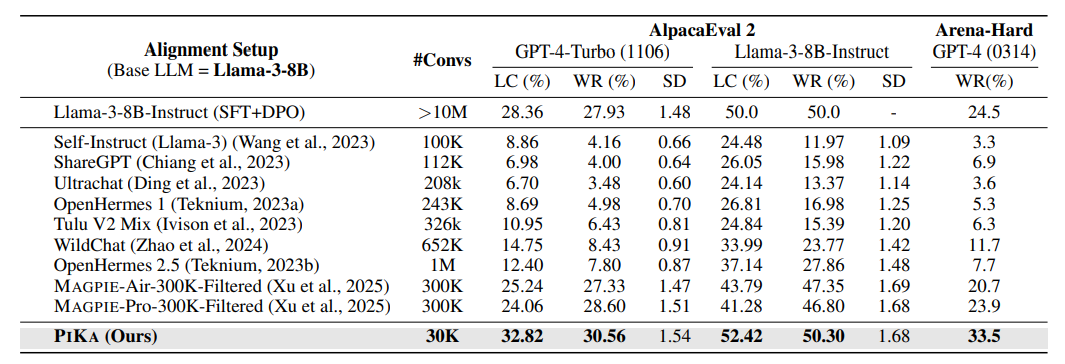 AlpacaEval 2 Arena-Hard
Alignment Setup #Convs GPT-4-Turbo (1106) Llama-3-8B-Instruct GPT-4 (0314)
(Base LLM = Llama-3-8B)
LC (%) WR (%) SD LC (%) WR (%) SD WR(%)
Llama-3-8B-Instruct (SFT+DPO) >10M 28.36 27.93 1.48 50.0 50.0 - 24.5
Self-Instruct (Llama-3) (Wang et al., 2023) 100K 8.86 4.16 0.66 24.48 11.97 1.09 3.3
ShareGPT (Chiang et al., 2023) 112K 6.98 4.00 0.64 26.05 15.98 1.22 6.9
Ultrachat (Ding et al., 2023) 208k 6.70 3.48 0.60 24.14 13.37 1.14 3.6
OpenHermes 1 (Teknium, 2023a) 243K 8.69 4.98 0.70 26.81 16.98 1.25 5.3
Tulu V2 Mix (Ivison et al., 2023) 326k 10.95 6.43 0.81 24.84 15.39 1.20 6.3
WildChat (Zhao et al., 2024) 652K 14.75 8.43 0.91 33.99 23.77 1.42 11.7
OpenHermes 2.5 (Teknium, 2023b) 1M 12.40 7.80 0.87 37.14 27.86 1.48 7.7
MAGPIE-Air-300K-Filtered (Xu et al., 2025) 300K 25.24 27.33 1.47 43.79 47.35 1.69 20.7
MAGPIE-Pro-300K-Filtered (Xu et al., 2025) 300K 24.06 28.60 1.51 41.28 46.80 1.68 23.9
PIKA (Ours) 30K 32.82 30.56 1.54 52.42 50.30 1.68 33.5